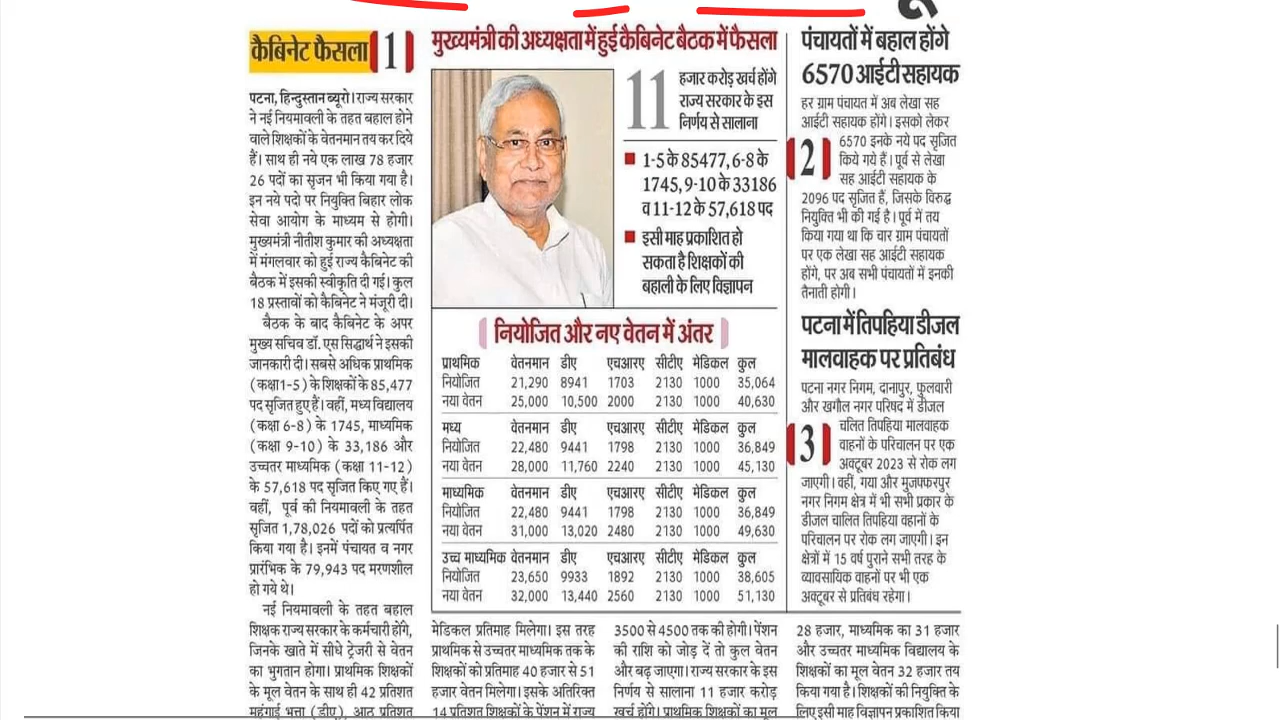 कैबिनेट फैसला 1
पटना, हिन्दुस्तान ब्यूरो। राज्य सरकार
ने नई नियमावली के तहत बहाल होने
वाले शिक्षकों के वेतनमान तय कर दिये
हैं। साथ ही नये एक लाख 78 हजार
26 पदों का सृजन भी किया गया है।
इन नये पदो पर नियुक्ति बिहार लोक
सेवा आयोग के माध्यम से होगी।
मुख्यमंत्री नीतीश कुमार की अध्यक्षता
में मंगलवार को हुई राज्य कैबिनेट की
बैठक में इसकी स्वीकृति दी गई। कुल
18 प्रस्तावों को कैबिनेट ने मंजूरी दी।
बैठक के बाद कैबिनेट के अपर
मुख्य सचिव डॉ. एस सिद्धार्थ ने इसकी
जानकारी दी। सबसे अधिक प्राथमिक
(कक्षा1-5) के शिक्षकों के 85,477
पद सृजित हुए हैं। वहीं, मध्य विद्यालय
(कक्षा 6-8) के 1745, माध्यमिक
(कक्षा 9-10) के 33,186 और
उच्चतर माध्यमिक (कक्षा 11-12)
के 57,618 पद सृजित किए गए हैं।
वहीं, पूर्व की नियमावली के तहत
सृजित 1,78,026 पदों को प्रत्यर्पित
किया गया है। इनमें पंचायत व नगर
प्रारंभिक के 79,943 पद मरणशील
हो गये थे।
नई नियमावली के तहत बहाल
शिक्षक राज्य सरकार के कर्मचारी होंगे,
जिनके खाते में सीधे ट्रेजरी से वेतन
का भुगतान होगा। प्राथमिक शिक्षकों
के मूल वेतन के साथ ही 42 प्रतिशत
महंगाई भत्ता (डीए), आठ प्रतिशत
मुख्यमंत्री की अध्यक्षता में हुई कैबिनेट बैठक में फैसला
11 हजार करोड़ खर्च होंगे
राज्य सरकार के इस
निर्णय से सालाना
1-5 के 85477, 6-8 के
1745, 9-10 के 33186
व 11-12 के 57,618 पद
इसी माह प्रकाशित हो
सकता है शिक्षकों की
बहाली के लिए विज्ञापन
नियोजित और नए वेतन में अंतर
प्राथमिक वेतनमान डीए एचआरए सीटीए मेडिकल कुल
नियोजित 21,290 8941 1703 2130 1000 35,064
नया वेतन 25,000 10,500 2000 2130 1000 40,630
मध्य वेतनमान डीए एचआरए सीटीए मेडिकल कुल
नियोजित 22,480 9441 1798 2130 1000 36,849
नया वेतन 28,000 11,760 2240 2130 1000 45,130
माध्यमिक वेतनमान डीए एचआरए सीटीए मेडिकल कुल
नियोजित 22,480 9441 1798 2130 1000 36,849
नया वेतन 31,000 13,020 2480 2130 1000 49,630
उच्च माध्यमिक वेतनमान डीए एचआरए सीटीए मेडिकल कुल
नियोजित 23,650 9933 1892 2130 1000 38,605
नया वेतन 32,000 13,440 2560 2130 1000 51,130
मेडिकल प्रतिमाह मिलेगा। इस तरह
प्राथमिक से उच्चतर माध्यमिक तक के
शिक्षकों को प्रतिमाह 40 हजार से 51
हजार वेतन मिलेगा। इसके अतिरिक्त
14 प्रतिशत शिक्षकों के पेंशन में राज्य
3500 से 4500 तक की होगी। पेंशन
की राशि को जोड़ दें तो कुल वेतन
और बढ़ जाएगा। राज्य सरकार के इस
निर्णय से सालाना 11 हजार करोड़
खर्च होंगे। प्राथमिक शिक्षकों का मूल
28 हजार, माध्यमिक का 31 हजार
और उच्चतर माध्यमिक विद्यालय के
शिक्षकों का मूल वेतन 32 हजार तय
किया गया है। शिक्षकों की नियुक्ति के
लिए इसी माह विज्ञापन प्रकाशित किया
पंचायतों में बहाल होंगे
6570 आईटी सहायक
हर ग्राम पंचायत में अब लेखा सह
आईटी सहायक होंगे। इसको लेकर
2 6570 इनके नये पद सृजित
किये गये हैं। पूर्व से लेखा
सह आईटी सहायक के
2096 पद सृजित हैं, जिसके विरुद्ध
नियुक्ति भी की गई है। पूर्व में तय
किया गया था कि चार ग्राम पंचायतों
पर एक लेखा सह आईटी सहायक
होंगे, पर अब सभी पंचायतों में इनकी
तैनाती होगी।
पटना में तिपहिया डीजल
मालवाहक पर प्रतिबंध
पटना नगर निगम, दानापुर, फुलवारी
और खगौल नगर परिषद में डीजल
3 चलित तिपहिया मालवाहक
वाहनों के परिचालन पर एक
अक्टूबर 2023 से रोक लग
जाएगी। वहीं, गया और मुजफ्फरपुर
नगर निगम क्षेत्र में भी सभी प्रकार के
डीजल चालित तिपहिया वाहनों के
परिचालन पर रोक लग जाएगी। इन
क्षेत्रों में 15 वर्ष पुराने सभी तरह के
व्यावसायिक वाहनों पर भी एक
अक्टूबर से प्रतिबंध रहेगा।